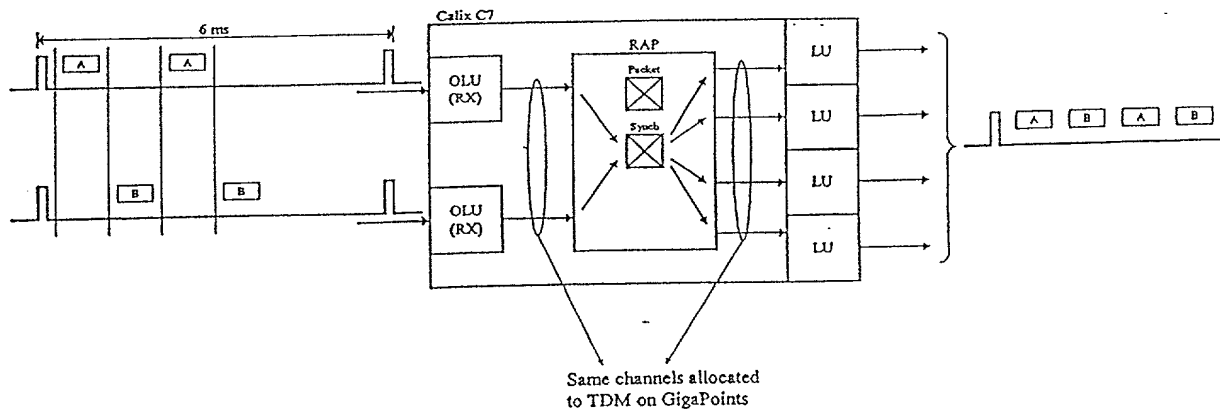 Calix C7
6 ms
A
A
B
B
OLU
(RX)
OLU
(RX)
RAP
Packet
Synch
LU
LU
LU
LU
A B A B
Same channels allocated
to TDM on GigaPoints